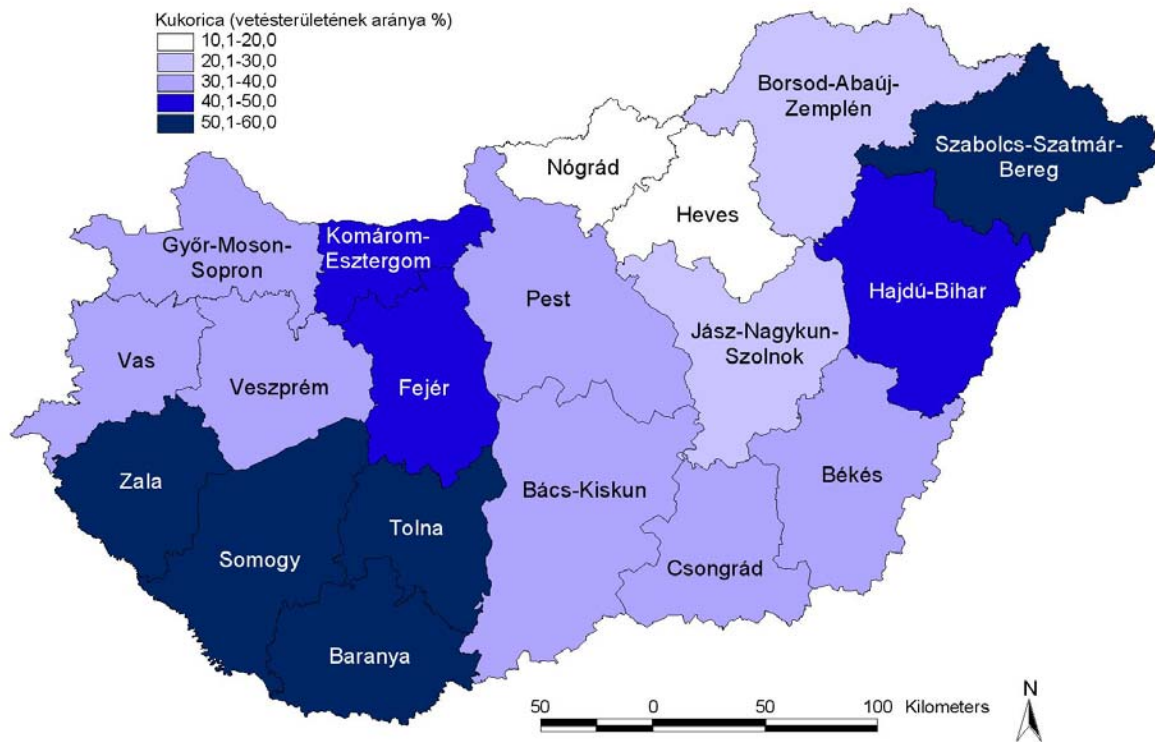 Kukorica (vetésterületének aránya %)
10,1-20,0
20,1-30,0
30,1-40,0
40,1-50,0
50,1-60,0
Borsod-Abaúj-
Zemplén
Szabolcs-Szatmár-
Bereg
Nógrád
Heves
Győr-Moson-
Sopron
Komárom-
Esztergom
Pest
Hajdú-Bihar
Jász-Nagykun-
Szolnok
Vas
Veszprém
Fejér
Zala
Bács-Kiskun
Békés
Tolna
Somogy
Csongrád
Baranya
N
50 0 50 100 Kilometers